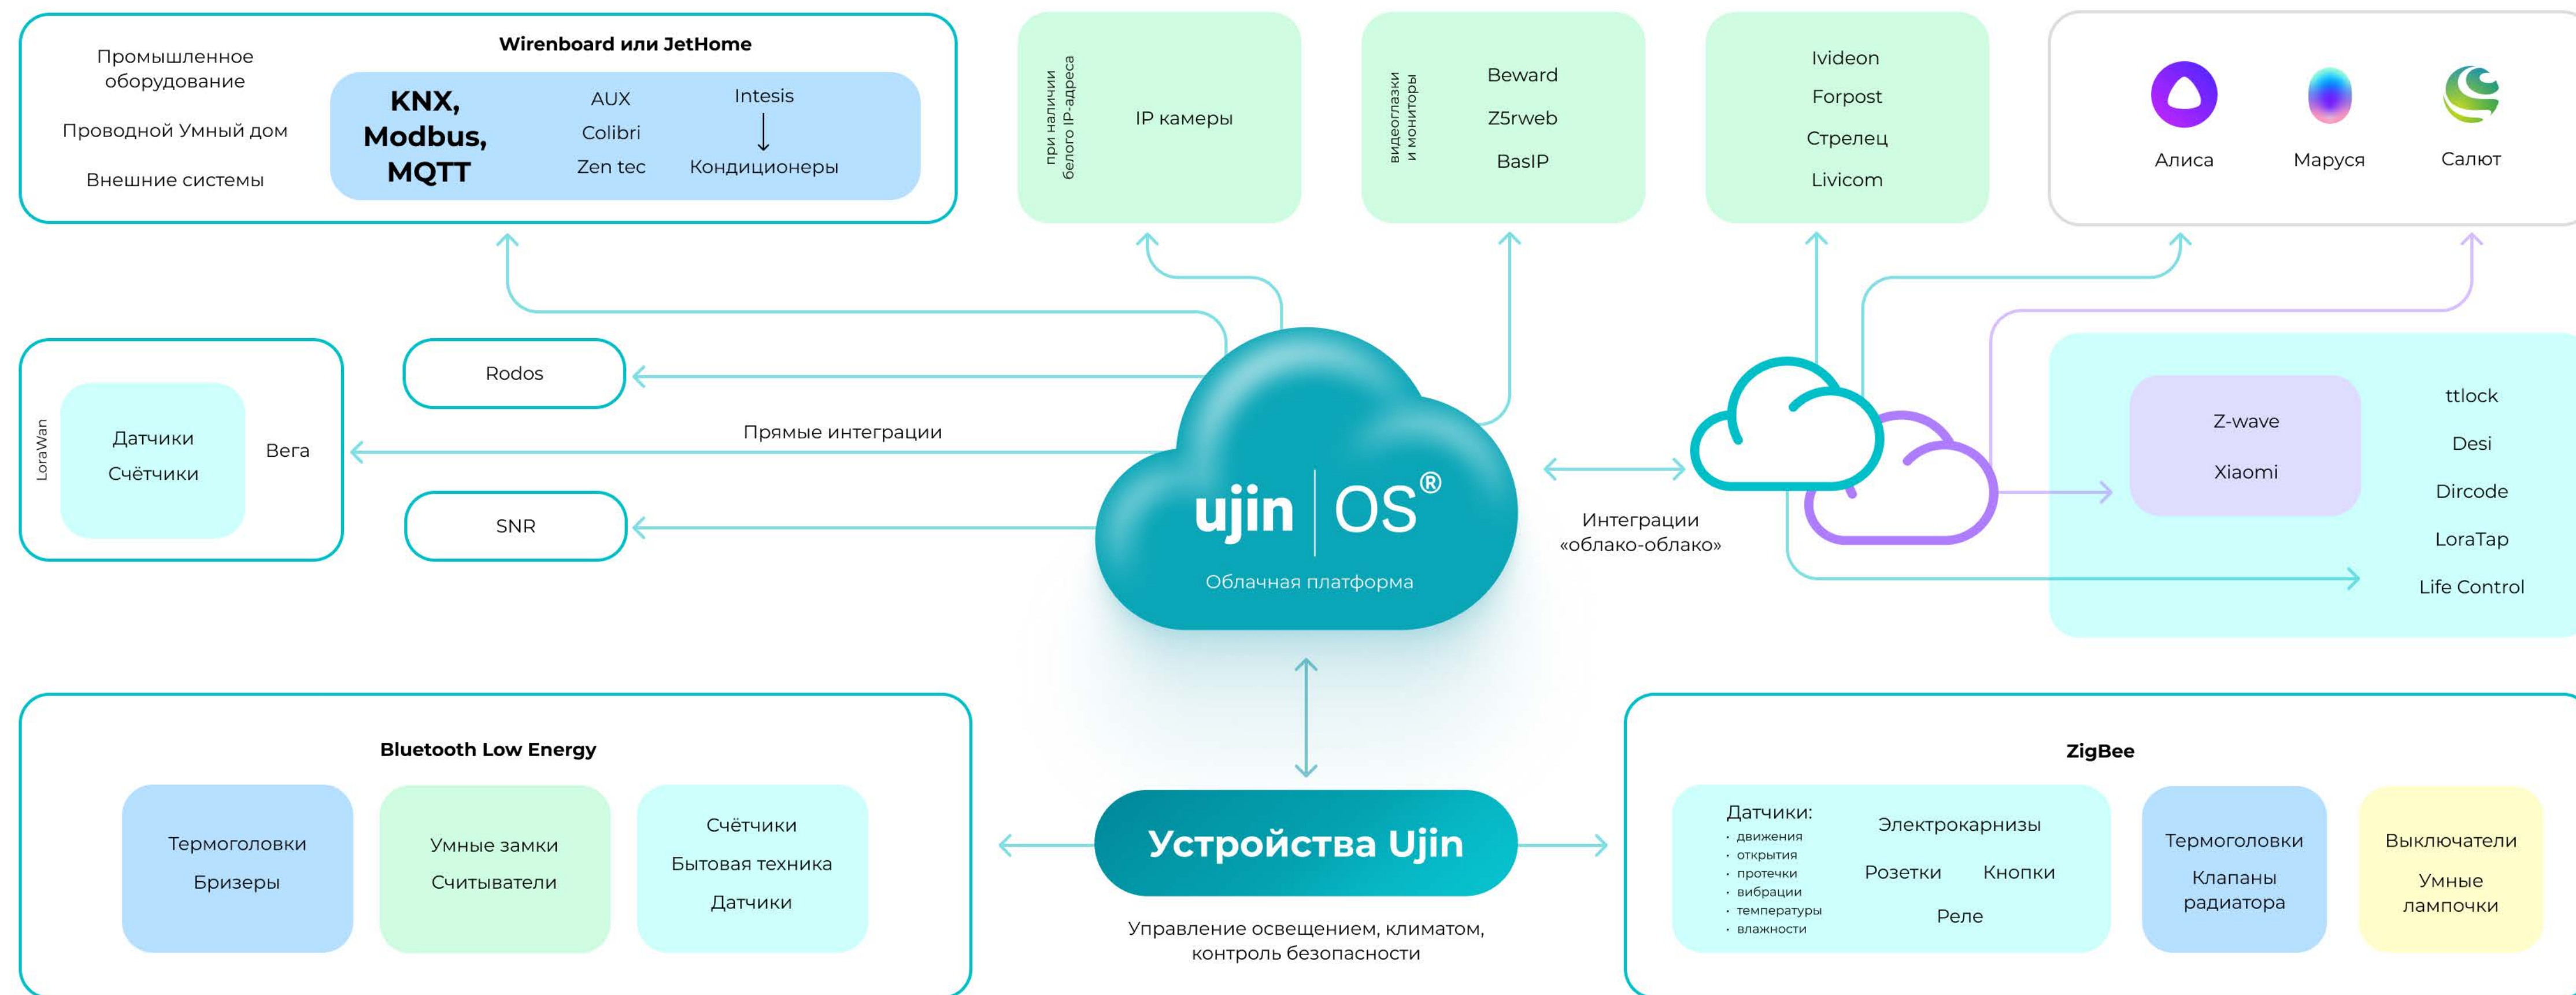 Промышленное
оборудование
Проводной Умный дом
Внешние системы
Wirenboard или JetHome
KNX,
Modbus,
MQTT
AUX
Colibri
Zen tec
Intesis
Кондиционеры
при наличии
белого IP-адреса
IP камеры
видеоглазки
и мониторы
Beward
Z5rweb
BasIP
Ivideon
Forpost
Стрелец
Livicom
Алиса
Маруся
Салют
LoraWan
Датчики
Счётчики
Вега
Rodos
Прямые интеграции
SNR
ujin | OS®
Облачная платформа
Интеграции
«облако-облако»
Z-wave
Xiaomi
ttlock
Desi
Dircode
LoraTap
Life Control
Bluetooth Low Energy
Термоголовки
Бризеры
Умные замки
Считыватели
Счётчики
Бытовая техника
Датчики
Устройства Ujin
Управление освещением, климатом,
контроль безопасности
ZigBee
Датчики:
· движения
· открытия
· протечки
· вибрации
· температуры
· влажности
Электрокарнизы
Розетки Кнопки
Реле
Термоголовки
Клапаны
радиатора
Выключатели
Умные
лампочки